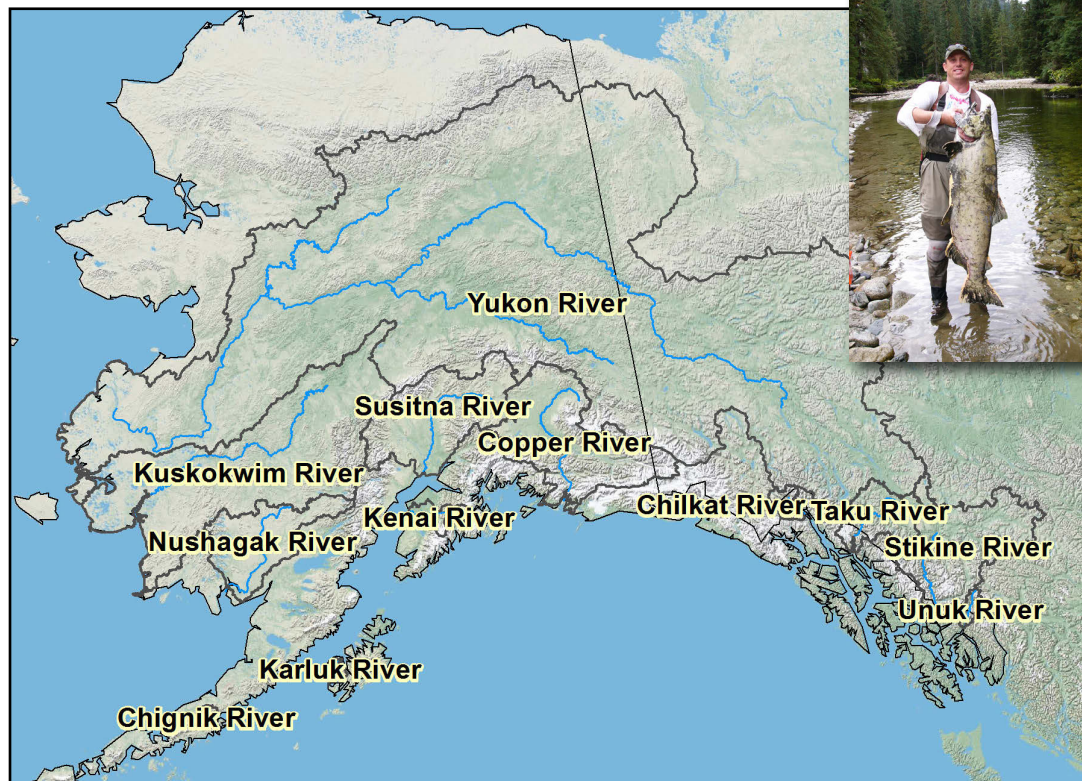 Yukon River
Susitna River
Copper River
Kuskokwim River
Chilkat River
Taku River
Kenai River
Nushagak River
Stikine River
Unuk River
Karluk River
Chignik River